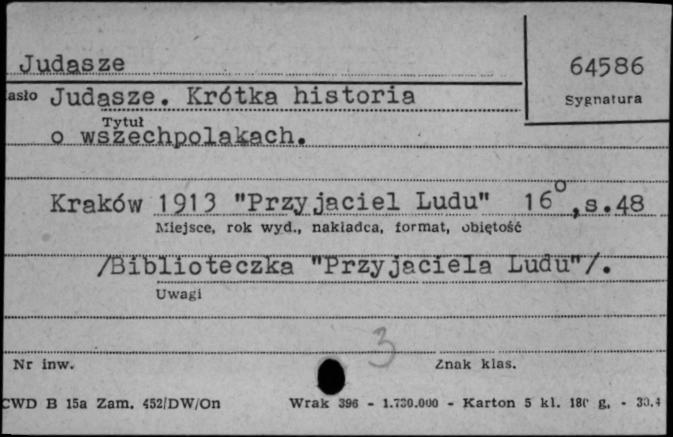 Judasze
64586
asło Judasze. Krótka historia
Sygnatura
Tytuł
o wszechpolakach.
Kraków 1913 "Przyjaciel Ludu" 16°,s.48
Miejsce, rok wyd., nakładca, format, objętość
/Biblioteczka "Przyjaciela Ludu"/.
Uwagi
3
Nr inw.
Znak klas.
CWD B 15a Zam. 452/DW/On
Wrak 396 - 1.730.000 - Karton 5 kl. 180 g. - 30.4